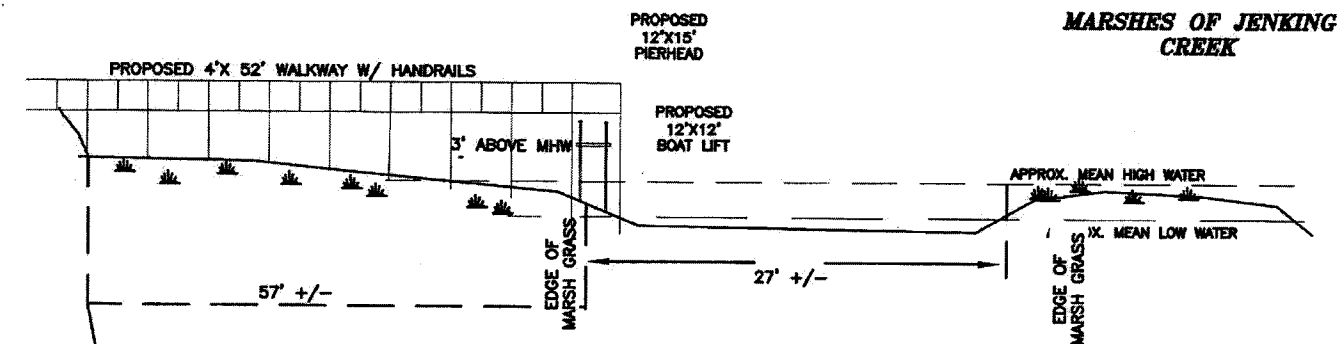 PROPOSED
12'X15'
PIERHEAD
MARSHES OF JENKING
CREEK
PROPOSED 4'X 52' WALKWAY W/ HANDRAILS
PROPOSED
12'X12'
BOAT LIFT
3' ABOVE MHW
APPROX. MEAN HIGH WATER
MEAN LOW WATER
EDGE OF
MARSH GRASS
57' +/-
27' +/-
EDGE OF
MARSH GRASS